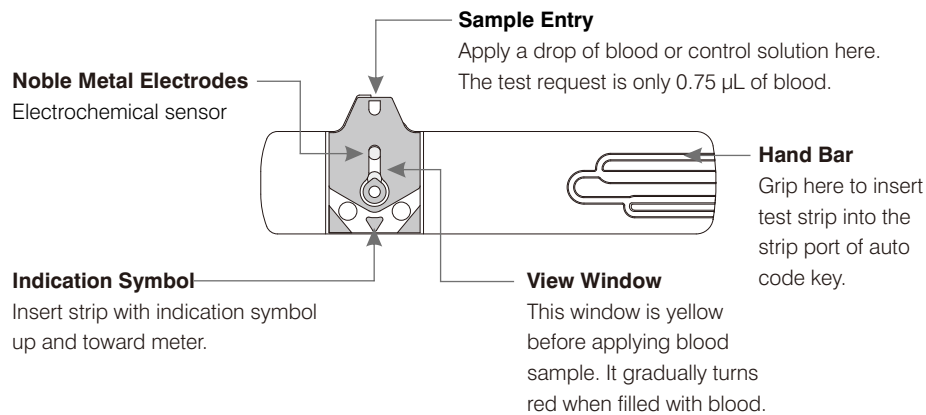 Sample Entry
Apply a drop of blood or control solution here.
The test request is only 0.75 µL of blood.
Noble Metal Electrodes
Electrochemical sensor
Hand Bar
Grip here to insert
test strip into the
strip port of auto
code key.
Indication Symbol
Insert strip with indication symbol
up and toward meter.
View Window
This window is yellow
before applying blood
sample. It gradually turns
red when filled with blood.